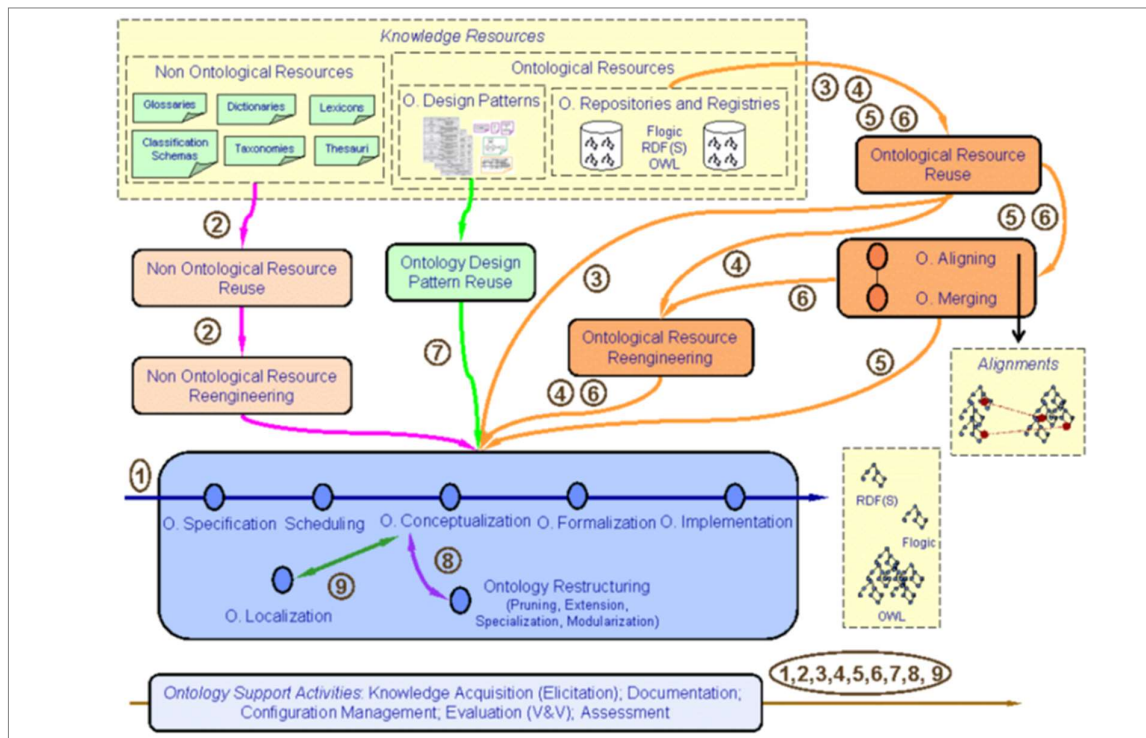 Knowledge Resources
Non Ontological Resources
Glossaries
Dictionaries
Lexicons
Classification
Schemas
Taxonomies
Thesauri
Ontological Resources
O. Design Patterns
O. Repositories and Registries
Flogic
RDF(S)
OWL
3 4
5 6
Ontological Resource
Reuse
2
Non Ontological Resource
Reuse
Ontology Design
Pattern Reuse
3
4
5 6
O. Aligning
O. Merging
6
2
7
Ontological Resource
Reengineering
5
Non Ontological Resource
Reengineering
4 6
Alignments
1
O. Specification
Scheduling
O. Conceptualization
O. Formalization
O. Implementation
RDF(S)
Flogic
OWL
9
8
O. Localization
Ontology Restructuring
(Pruning, Extension,
Specialization, Modularization)
1,2,3,4,5,6,7,8, 9
Ontology Support Activities: Knowledge Acquisition (Elicitation); Documentation;
Configuration Management; Evaluation (V&V); Assessment